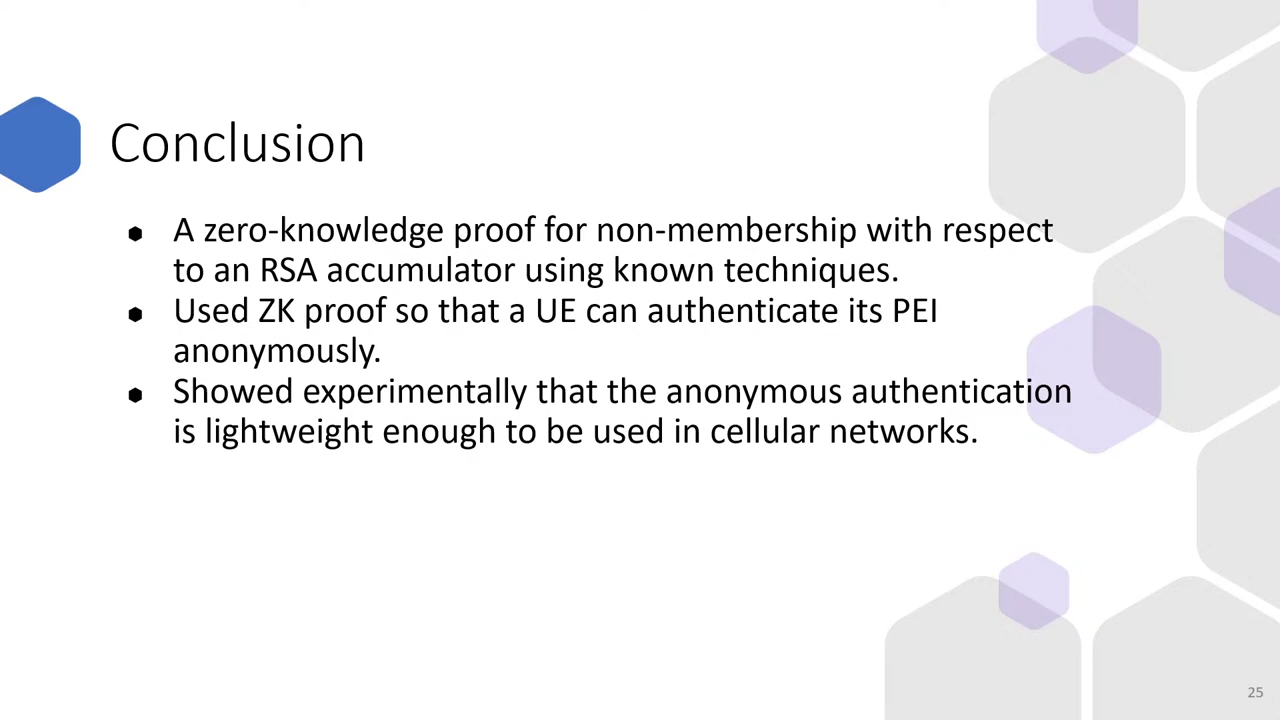 Conclusion
A zero-knowledge proof for non-membership with respect
to an RSA accumulator using known techniques.
Used ZK proof so that a UE can authenticate its PEI
anonymously.
Showed experimentally that the anonymous authentication
is lightweight enough to be used in cellular networks.
25